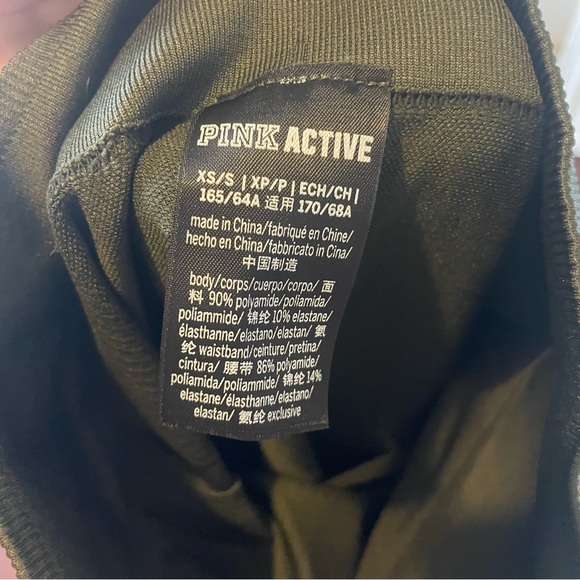 PINK ACTIVE
XS/S | XP/P | ECH/CH |
165/64A 适用 170/68A
made in China/fabriqué en Chine/
hecho en China/fabbricato in Cina/
中国制造
body/corps/cuerpo/corpo/ 面
料 90% polyamide/poliamida/
poliammide/ 锦纶 10% elastane/
élasthanne/elastano/elastan/ 氨
纶 waistband/ceinture/pretina/
cintura/ 腰带 86% polyamide/
poliamida/poliammide/ 锦纶 14%
elastane/élasthanne/elastano/
elastan/ 氨纶 exclusive